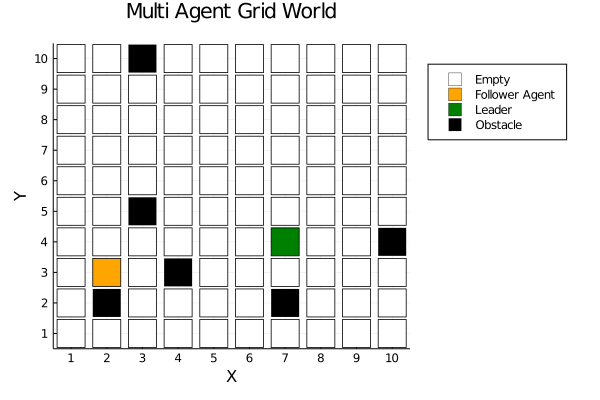 Multi Agent Grid World
Empty
Follower Agent
Leader
Obstacle
10
9
8
7
6
5
4
3
2
1
Y
1 2 3 4 5 6 7 8 9 10
X